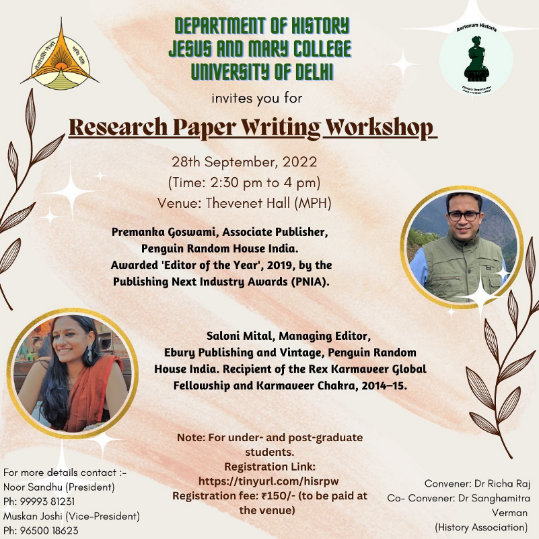 DEPARTMENT OF HISTORY
JESUS AND MARY COLLEGE
UNIVERSITY OF DELHI
invites you for
Research Paper Writing Workshop
28th September, 2022
(Time: 2:30 pm to 4 pm)
Venue: Thevenet Hall (MPH)
Premanka Goswami, Associate Publisher,
Penguin Random House India.
Awarded 'Editor of the Year', 2019, by the
Publishing Next Industry Awards (PNIA).
Saloni Mital, Managing Editor,
Ebury Publishing and Vintage, Penguin Random
House India. Recipient of the Rex Karmaveer Global
Fellowship and Karmaveer Chakra, 2014–15.
Note: For under- and post-graduate
students.
Registration Link:
https://tinyurl.com/hisrpw
Registration fee: ₹150/- (to be paid at
the venue)
For more details contact :-
Noor Sandhu (President)
Ph: 99993 81231
Muskan Joshi (Vice-President)
Ph: 96500 18623
Convener: Dr Richa Raj
Co- Convener: Dr Sanghamitra
Verman
(History Association)